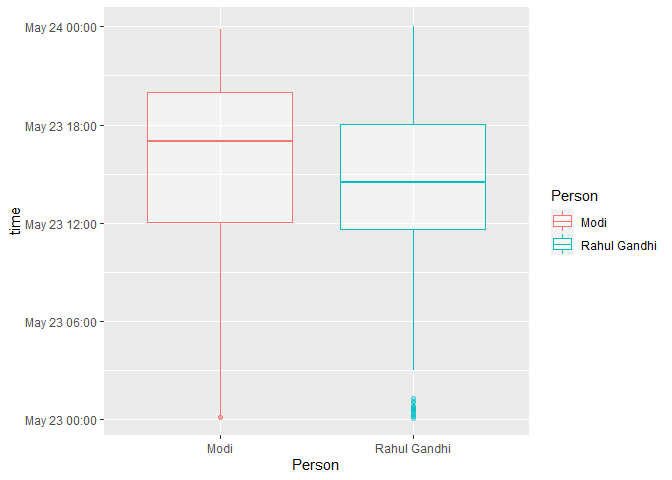 May 24 00:00
May 23 18:00
May 23 12:00
May 23 06:00
May 23 00:00
time
Modi
Rahul Gandhi
Person
Person
Modi
Rahul Gandhi